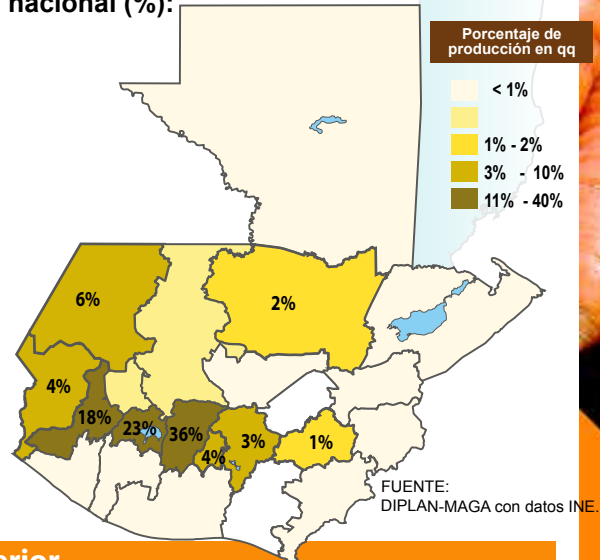 nacional (%):
Porcentaje de
producción en qq
< 1%
1% - 2%
3% - 10%
11% - 40%
6%
2%
4%
18%
23%
36%
4%
3%
1%
FUENTE:
DIPLAN-MAGA con datos INE.